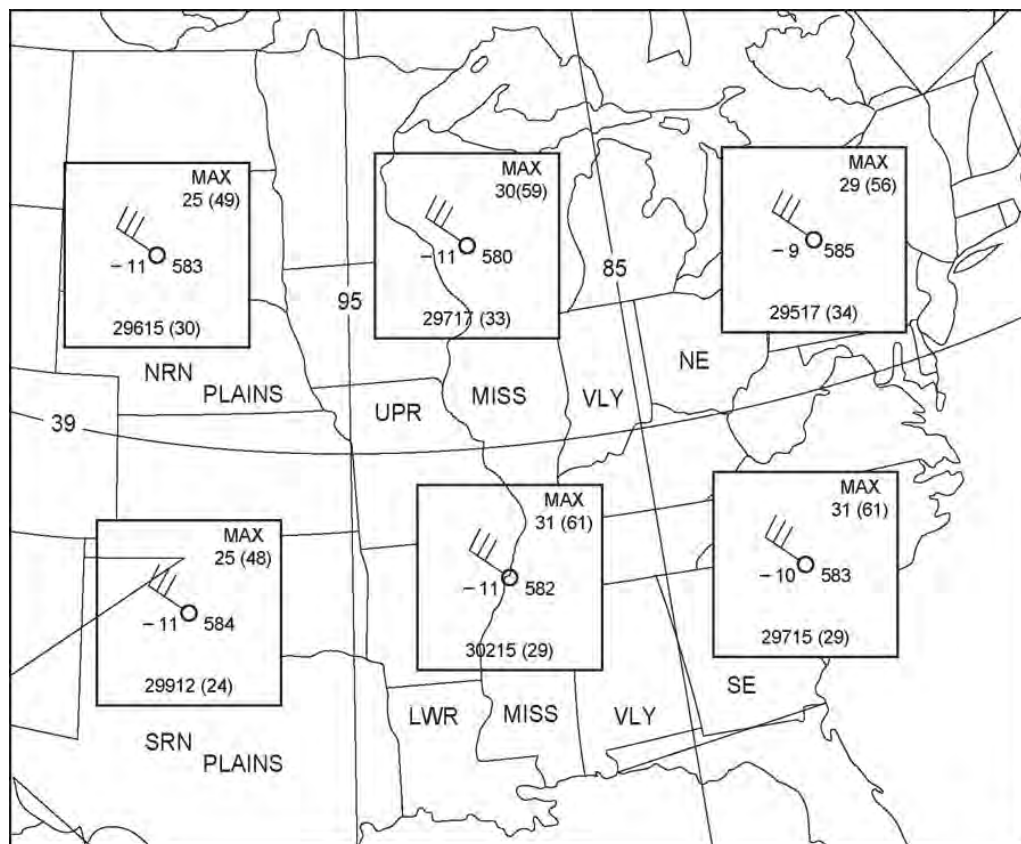 MAX
25 (49)
−11 583
29615 (30)
NRN
PLAINS
MAX
30(59)
−11 580
29717 (33)
95
85
MAX
29 (56)
−9 585
29517 (34)
UPR
MISS
VLY
NE
39
MAX
25 (48)
−11 584
29912 (24)
SRN
PLAINS
MAX
31 (61)
−11 582
30215 (29)
LWR
MISS
VLY
MAX
31 (61)
−10 583
29715 (29)
SE